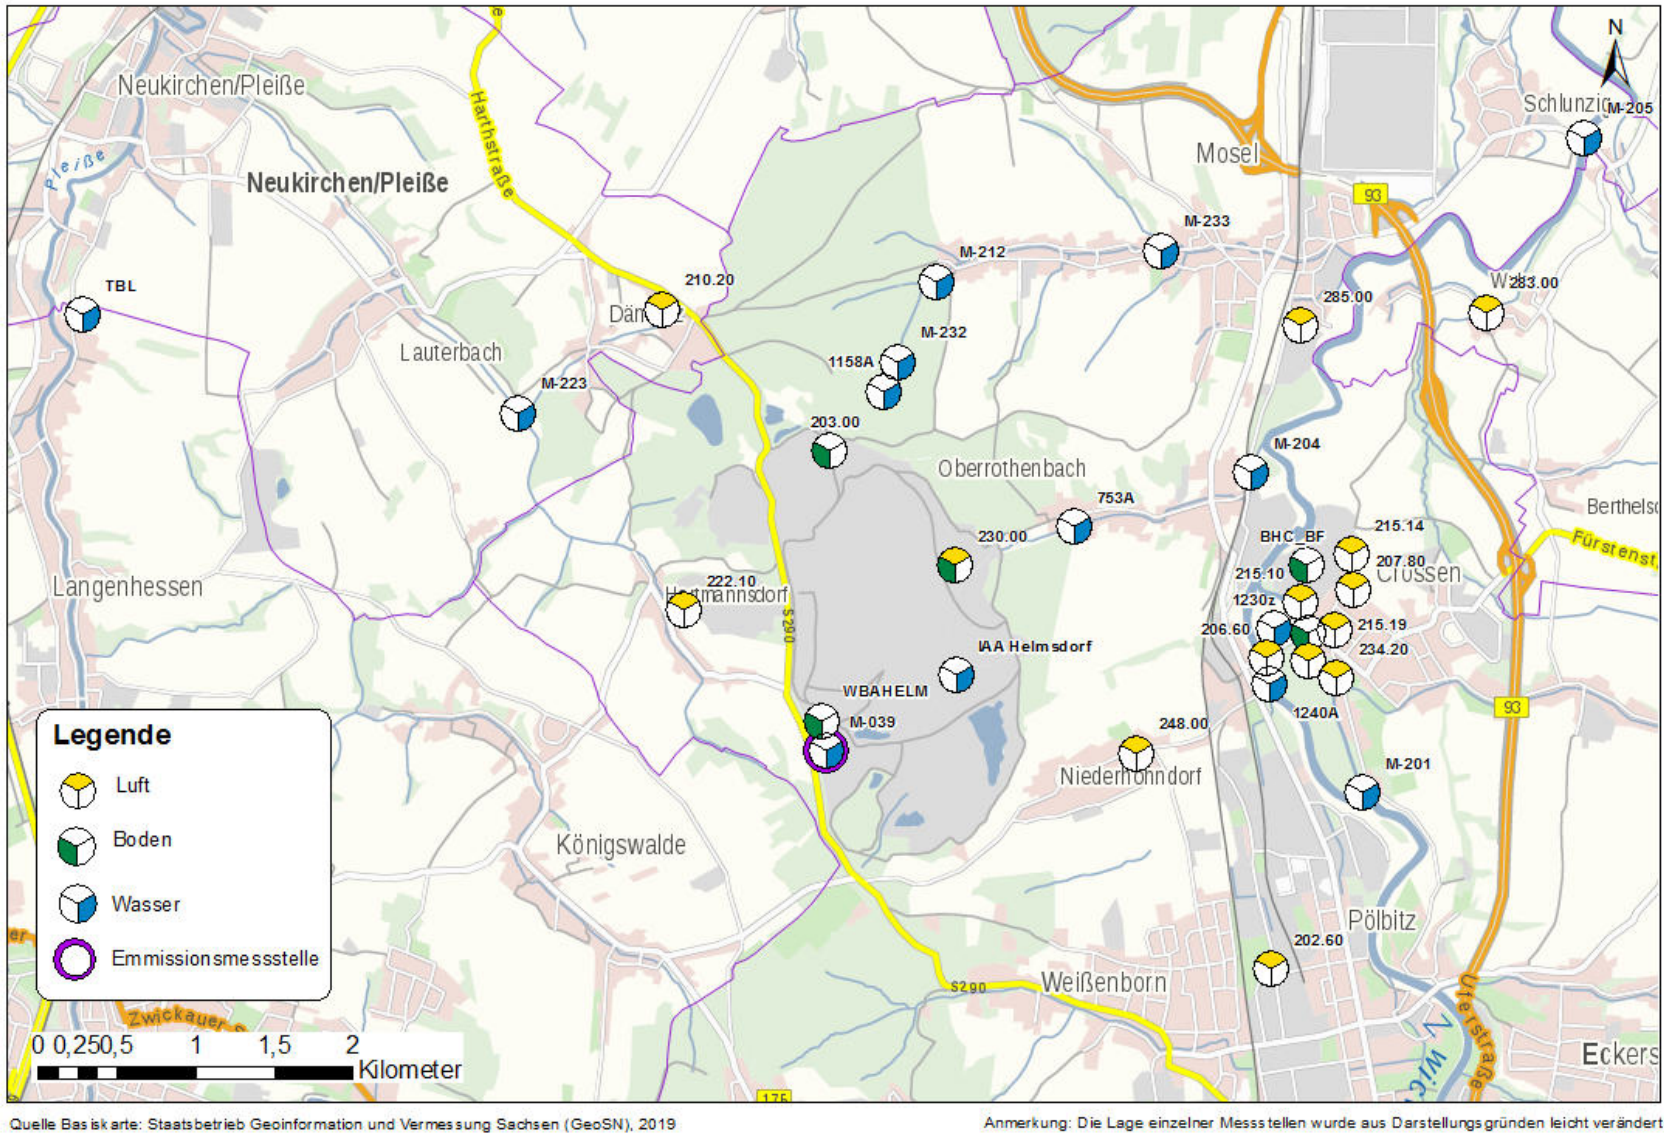 N
Neukirchen/Pleiße
Schlunzig
M-205
Harthstraße
Mosel
Pleiße
Neukirchen/Pleiße
93
M-233
M-212
TBL
210.20
283.00
285.00
M-232
Lauterbach
1158A
M-223
203.00
M-204
Oberrothenbach
753A
Berthelsd
215.14
BHC_BF
230.00
Fürstenst
207.80
Crossen
215.10
Langenhessen
222.10
Hartmannsdorf
1230z
S290
206.60
215.19
234.20
IAA Helmsdorf
WBAHELM
M-039
1240A
93
248.00
M-201
Niederhohndorf
Königswalde
Pölbitz
202.60
Weißenborn
S290
Uferstraße
Eckers
Zwickauer S
175
Legende
Luft
Boden
Wasser
Emmissionsmessstelle
0 0,250,5 1 1,5 2
Kilometer
Quelle Basiskarte: Staatsbetrieb Geoinformation und Vermessung Sachsen (GeoSN), 2019
Anmerkung: Die Lage einzelner Messstellen wurde aus Darstellungsgründen leicht verändert